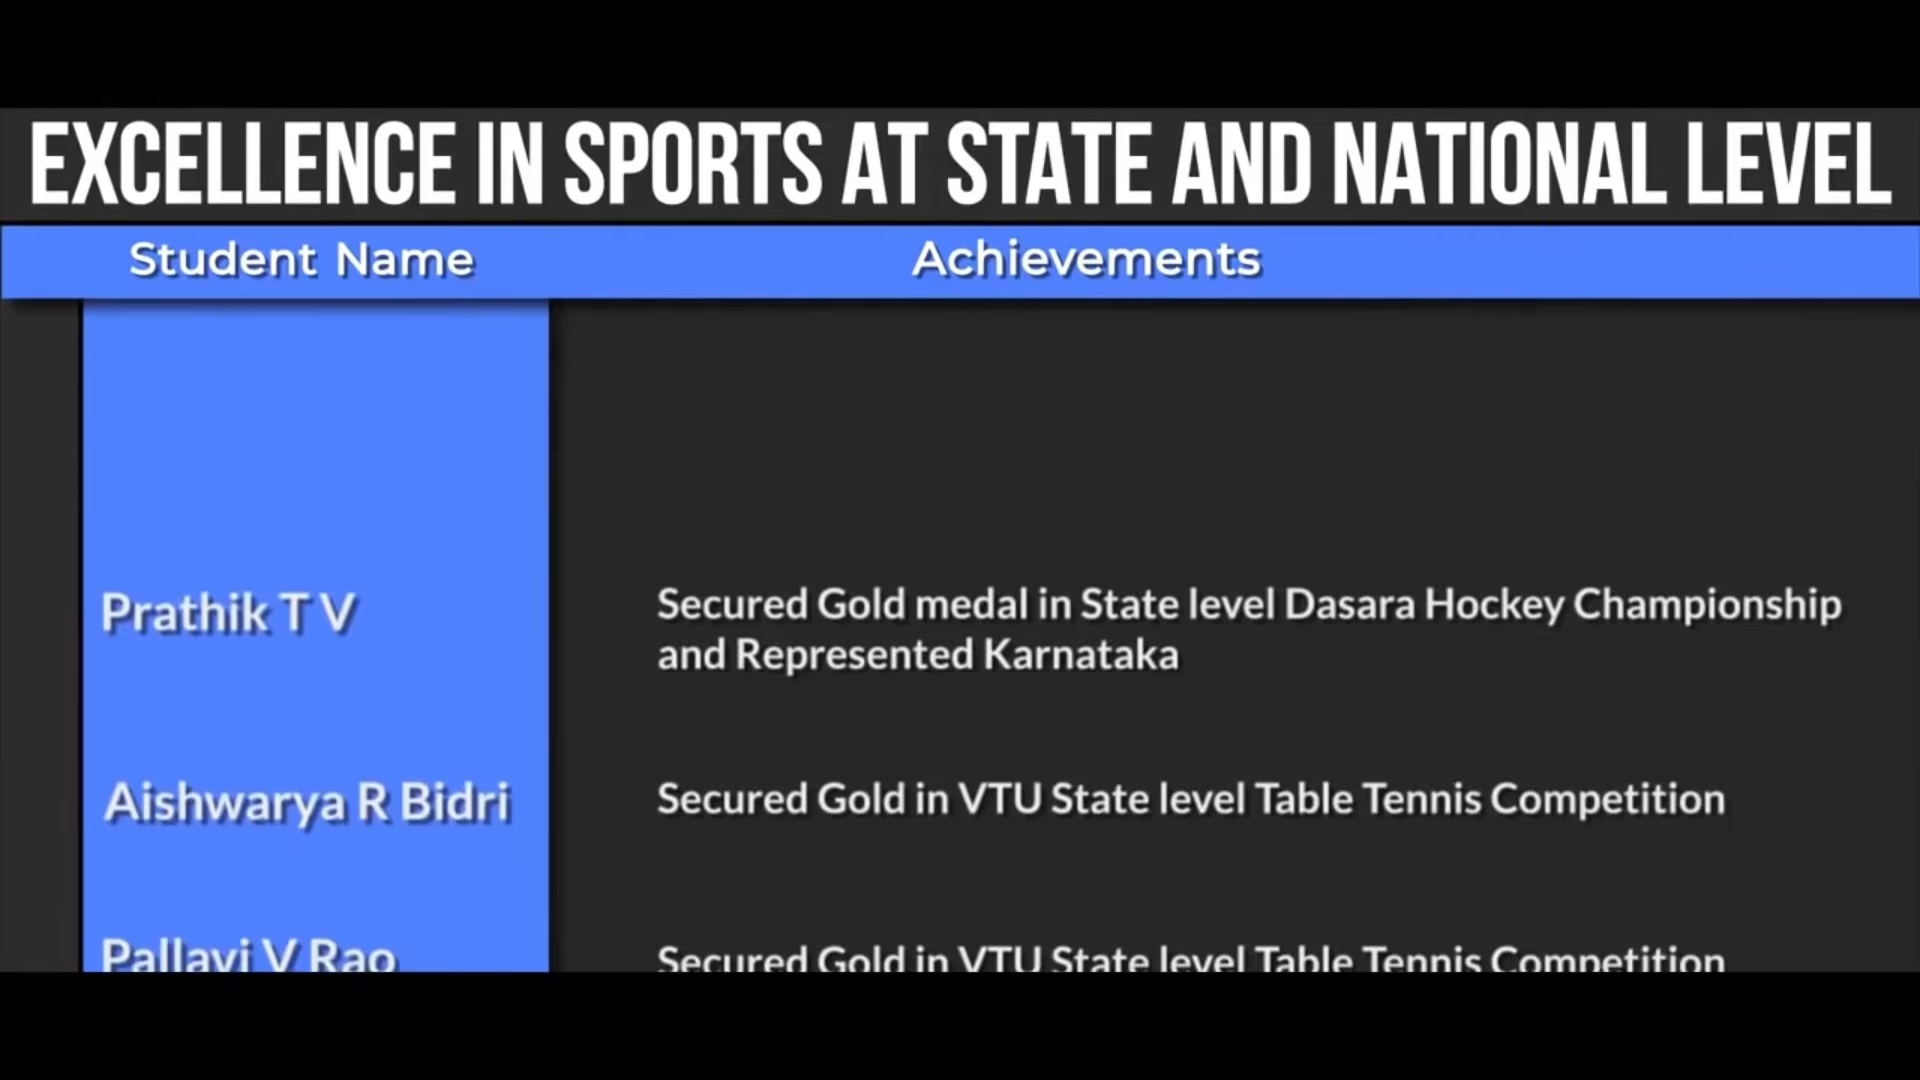 EXCELLENCE IN SPORTS AT STATE AND NATIONAL LEVEL
Student Name Achievements
Prathik T V
Secured Gold medal in State level Dasara Hockey Championship
and Represented Karnataka
Aishwarya R Bidri
Secured Gold in VTU State level Table Tennis Competition
Pallavi V Rao
Secured Gold in VTU State level Table Tennis Competition